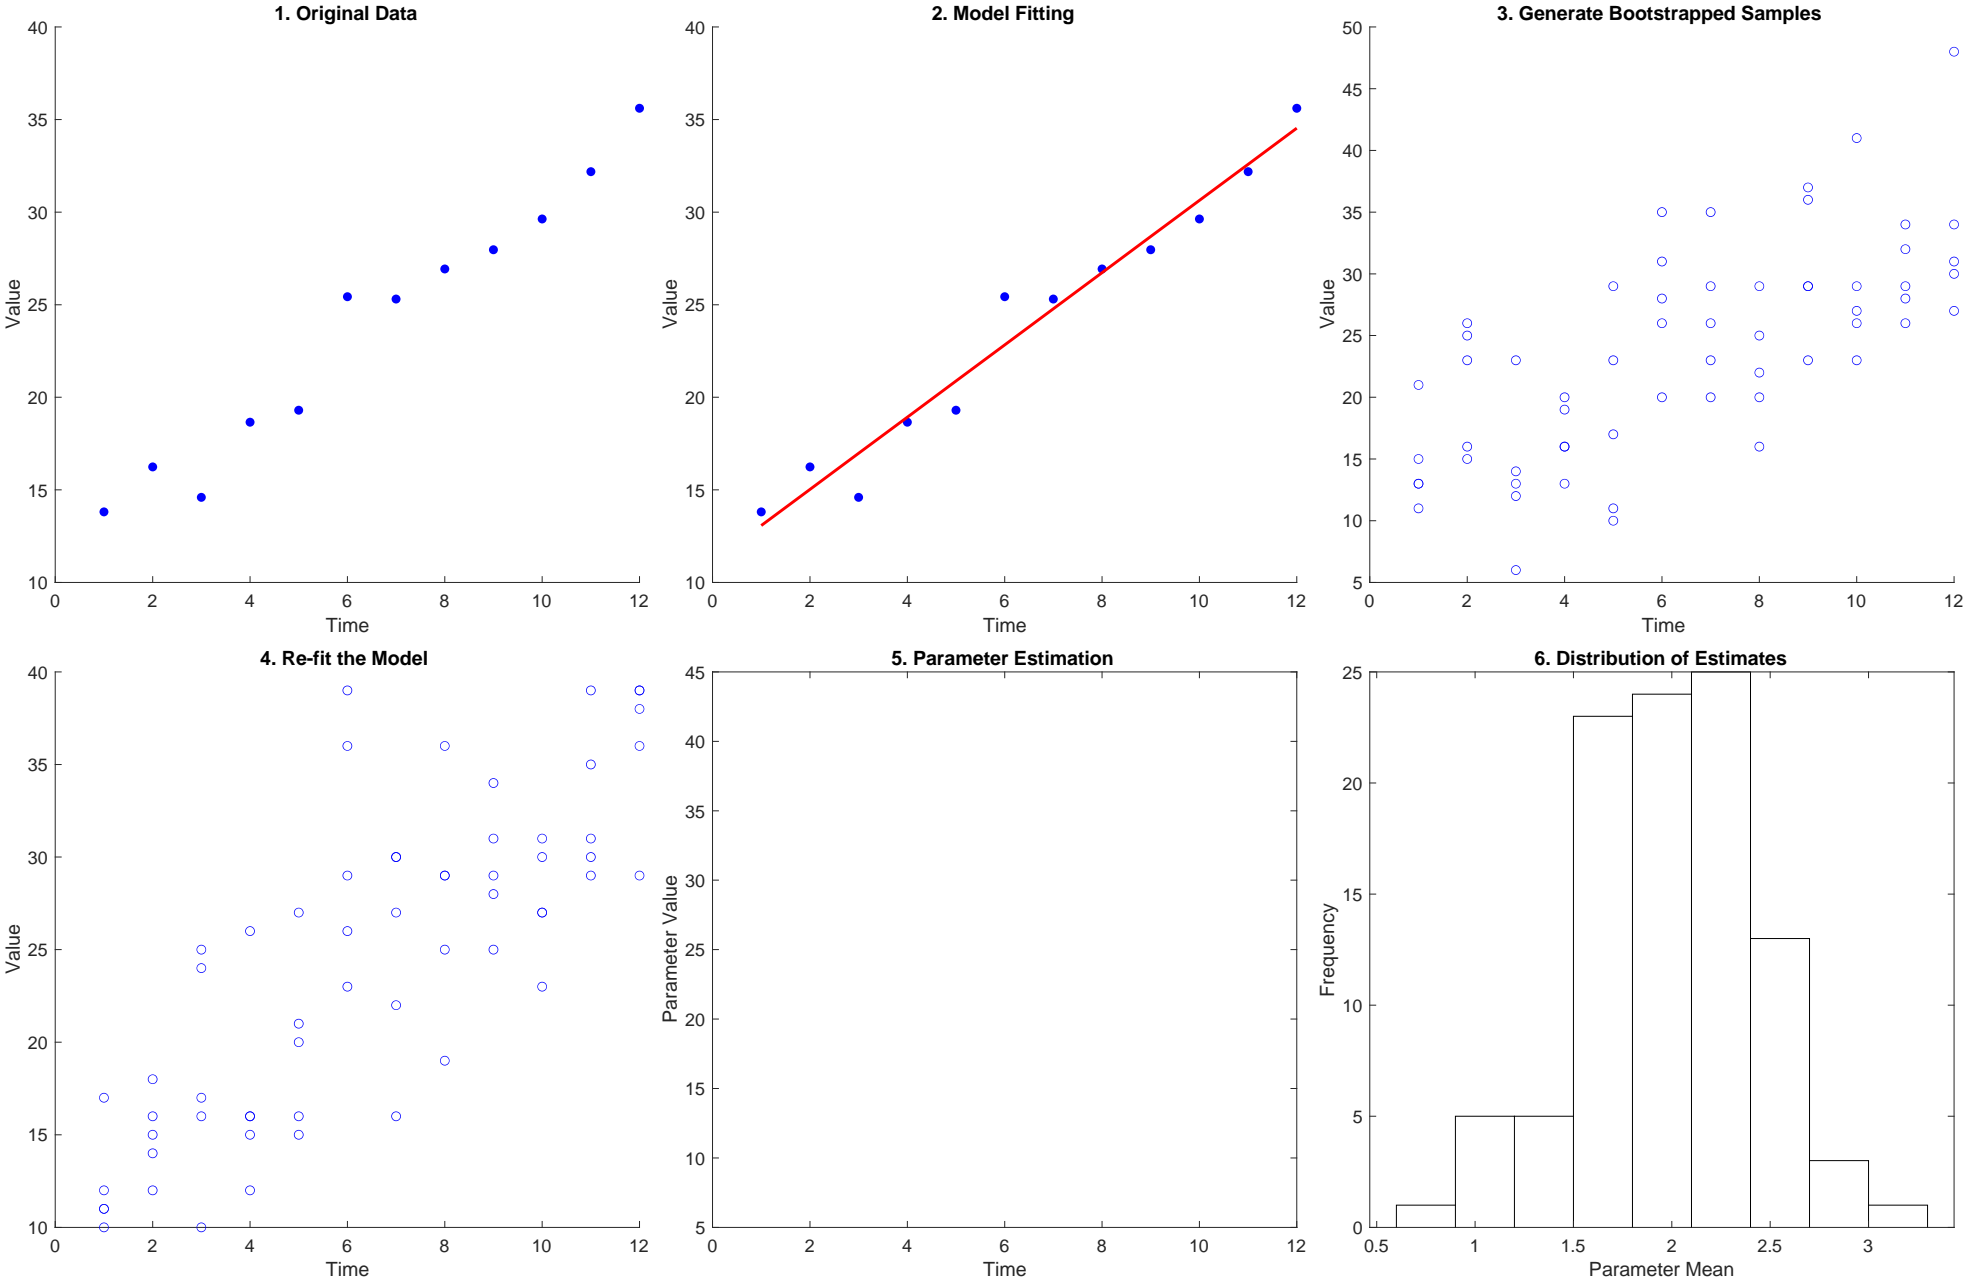 1. Original Data
40
35
30
25
20
15
10
0 2 4 6 8 10 12
Value
Time
2. Model Fitting
40
35
30
25
20
15
10
0 2 4 6 8 10 12
Value
Time
3. Generate Bootstrapped Samples
50
45
40
35
30
25
20
15
10
5
0 2 4 6 8 10 12
Value
Time
4. Re-fit the Model
40
35
30
25
20
15
10
0 2 4 6 8 10 12
Value
Time
5. Parameter Estimation
45
40
35
30
25
20
15
10
5
0 2 4 6 8 10 12
Parameter Value
Time
6. Distribution of Estimates
25
20
15
10
5
0
0.5 1 1.5 2 2.5 3
Frequency
Parameter Mean